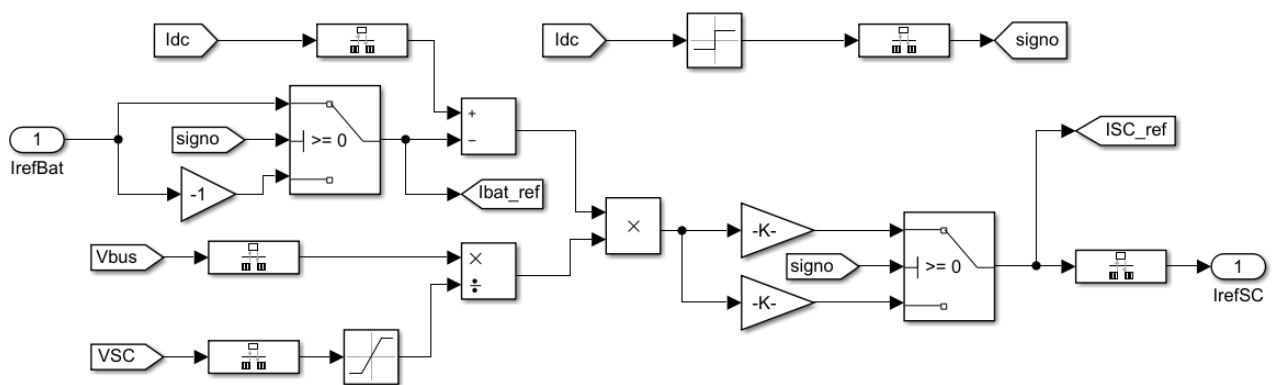 Idc
Idc
signo
1
IrefBat
signo
>= 0
-1
+
−
Ibat_ref
ISC_ref
Vbus
×
÷
×
-K-
signo
>= 0
-K-
1
IrefSC
VSC